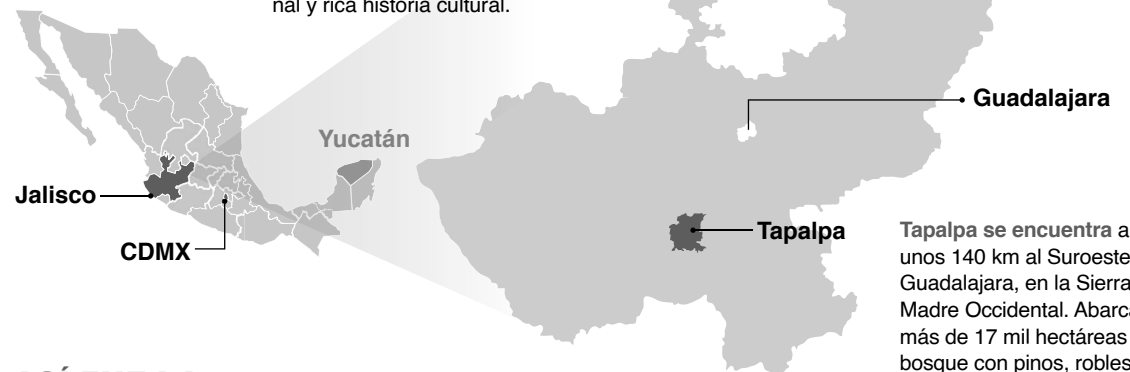 nal y rica historia cultural.
Guadalajara
Yucatán
Jalisco
CDMX
Tapalpa
Tapalpa se encuentra a
unos 140 km al Suroeste
Guadalajara, en la Sierra
Madre Occidental. Abarca
más de 17 mil hectáreas
bosque con pinos, robles